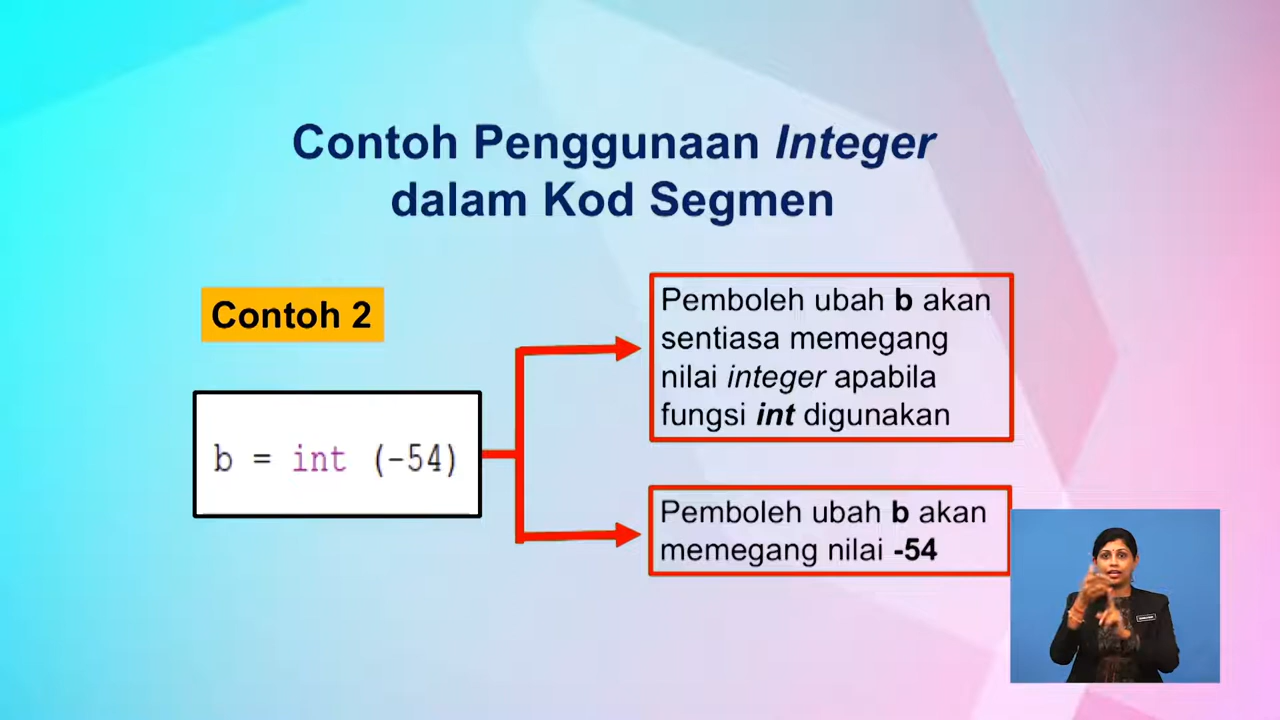 Contoh Penggunaan Integer
dalam Kod Segmen
Contoh 2
b = int (-54)
Pemboleh ubah b akan
sentiasa memegang
nilai integer apabila
fungsi int digunakan
Pemboleh ubah b akan
memegang nilai -54